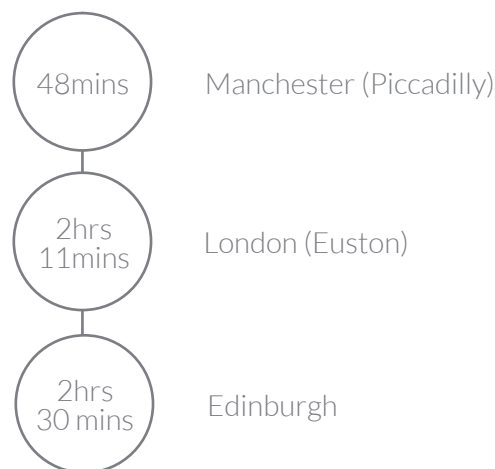 48mins
Manchester (Piccadilly)
2hrs
11mins
London (Euston)
2hrs
30 mins
Edinburgh